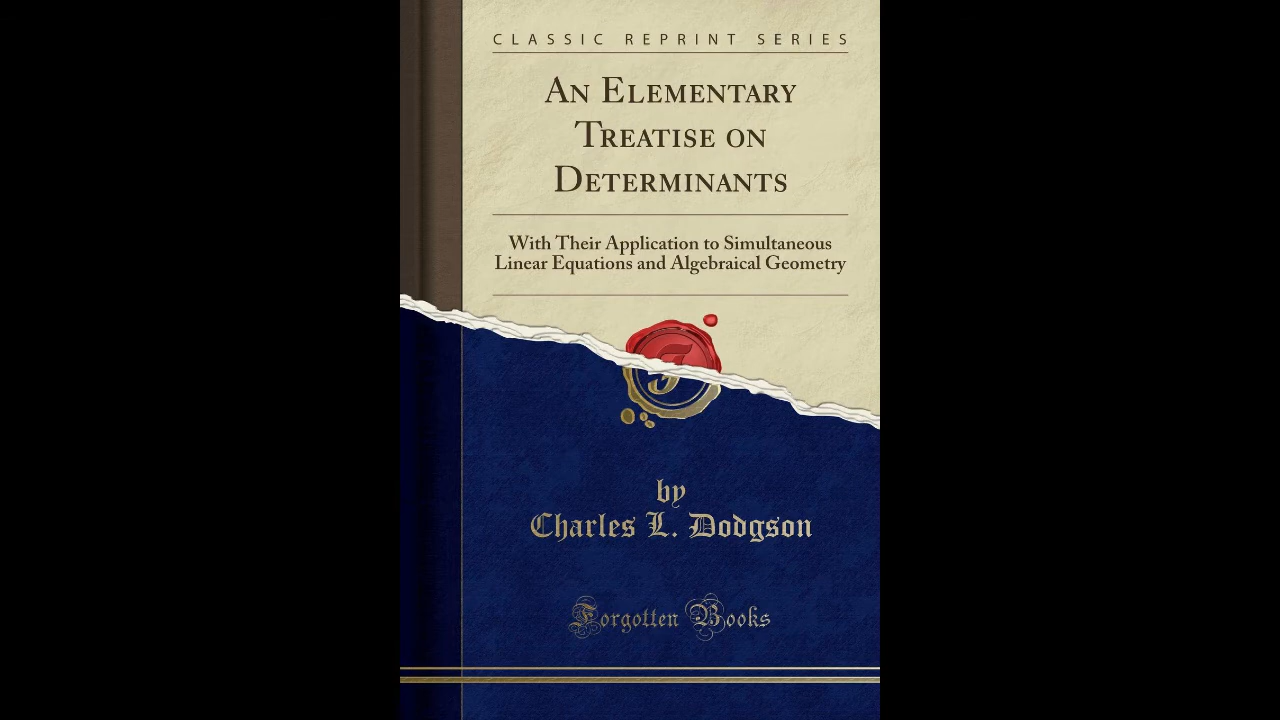 CLASSIC REPRINT SERIES
An Elementary
Treatise on
Determinants
With Their Application to Simultaneous
Linear Equations and Algebraical Geometry
by
Charles L. Dodgson
Forgotten Books